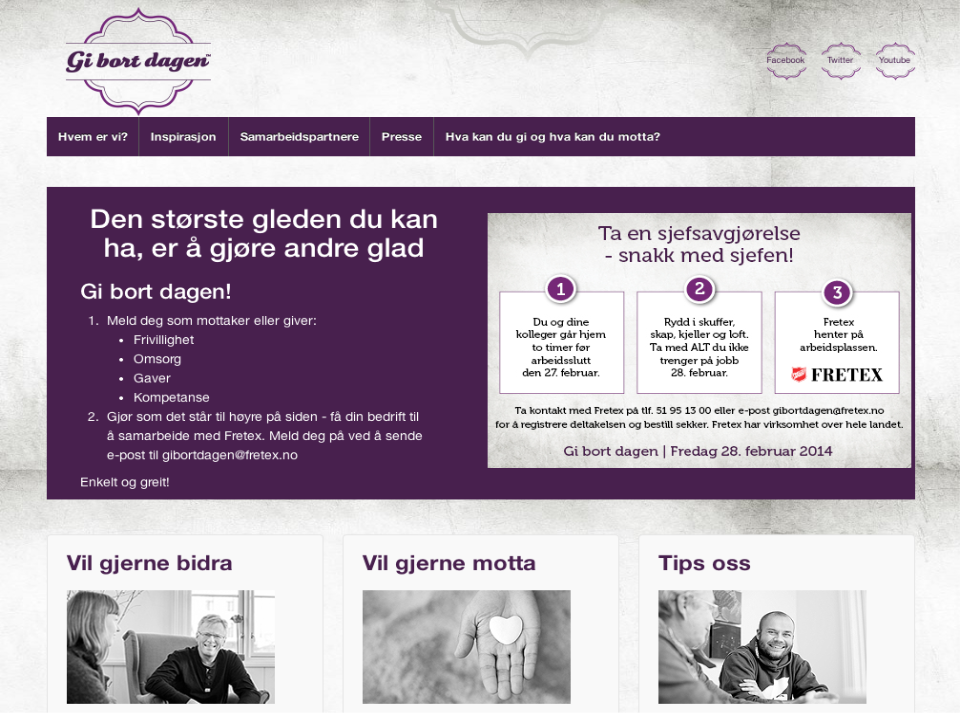 Gi bort dagen™
Facebook
Twitter
Youtube
Hvem er vi?
Inspirasjon
Samarbeidspartnere
Presse
Hva kan du gi og hva kan du motta?
Den største gleden du kan
ha, er å gjøre andre glad
Gi bort dagen!
1. Meld deg som mottaker eller giver:
• Frivillighet
• Omsorg
• Gaver
• Kompetanse
2. Gjør som det står til høyre på siden - få din bedrift til
å samarbeide med Fretex. Meld deg på ved å sende
e-post til gibortdagen@fretex.no
Enkelt og greit!
Ta en sjefsavgjørelse
- snakk med sjefen!
1
Du og dine
kolleger går hjem
to timer før
arbeidsslutt
den 27. februar.
2
Rydd i skuffer,
skap, kjeller og loft.
Ta med ALT du ikke
trenger på jobb
28. februar.
3
Fretex
henter på
arbeidsplassen.
FRETEX
Ta kontakt med Fretex på tlf. 51 95 13 00 eller e-post gibortdagen@fretex.no
for å registrere deltakelsen og bestill sekker. Fretex har virksomhet over hele landet.
Gi bort dagen | Fredag 28. februar 2014
Vil gjerne bidra
Vil gjerne motta
Tips oss